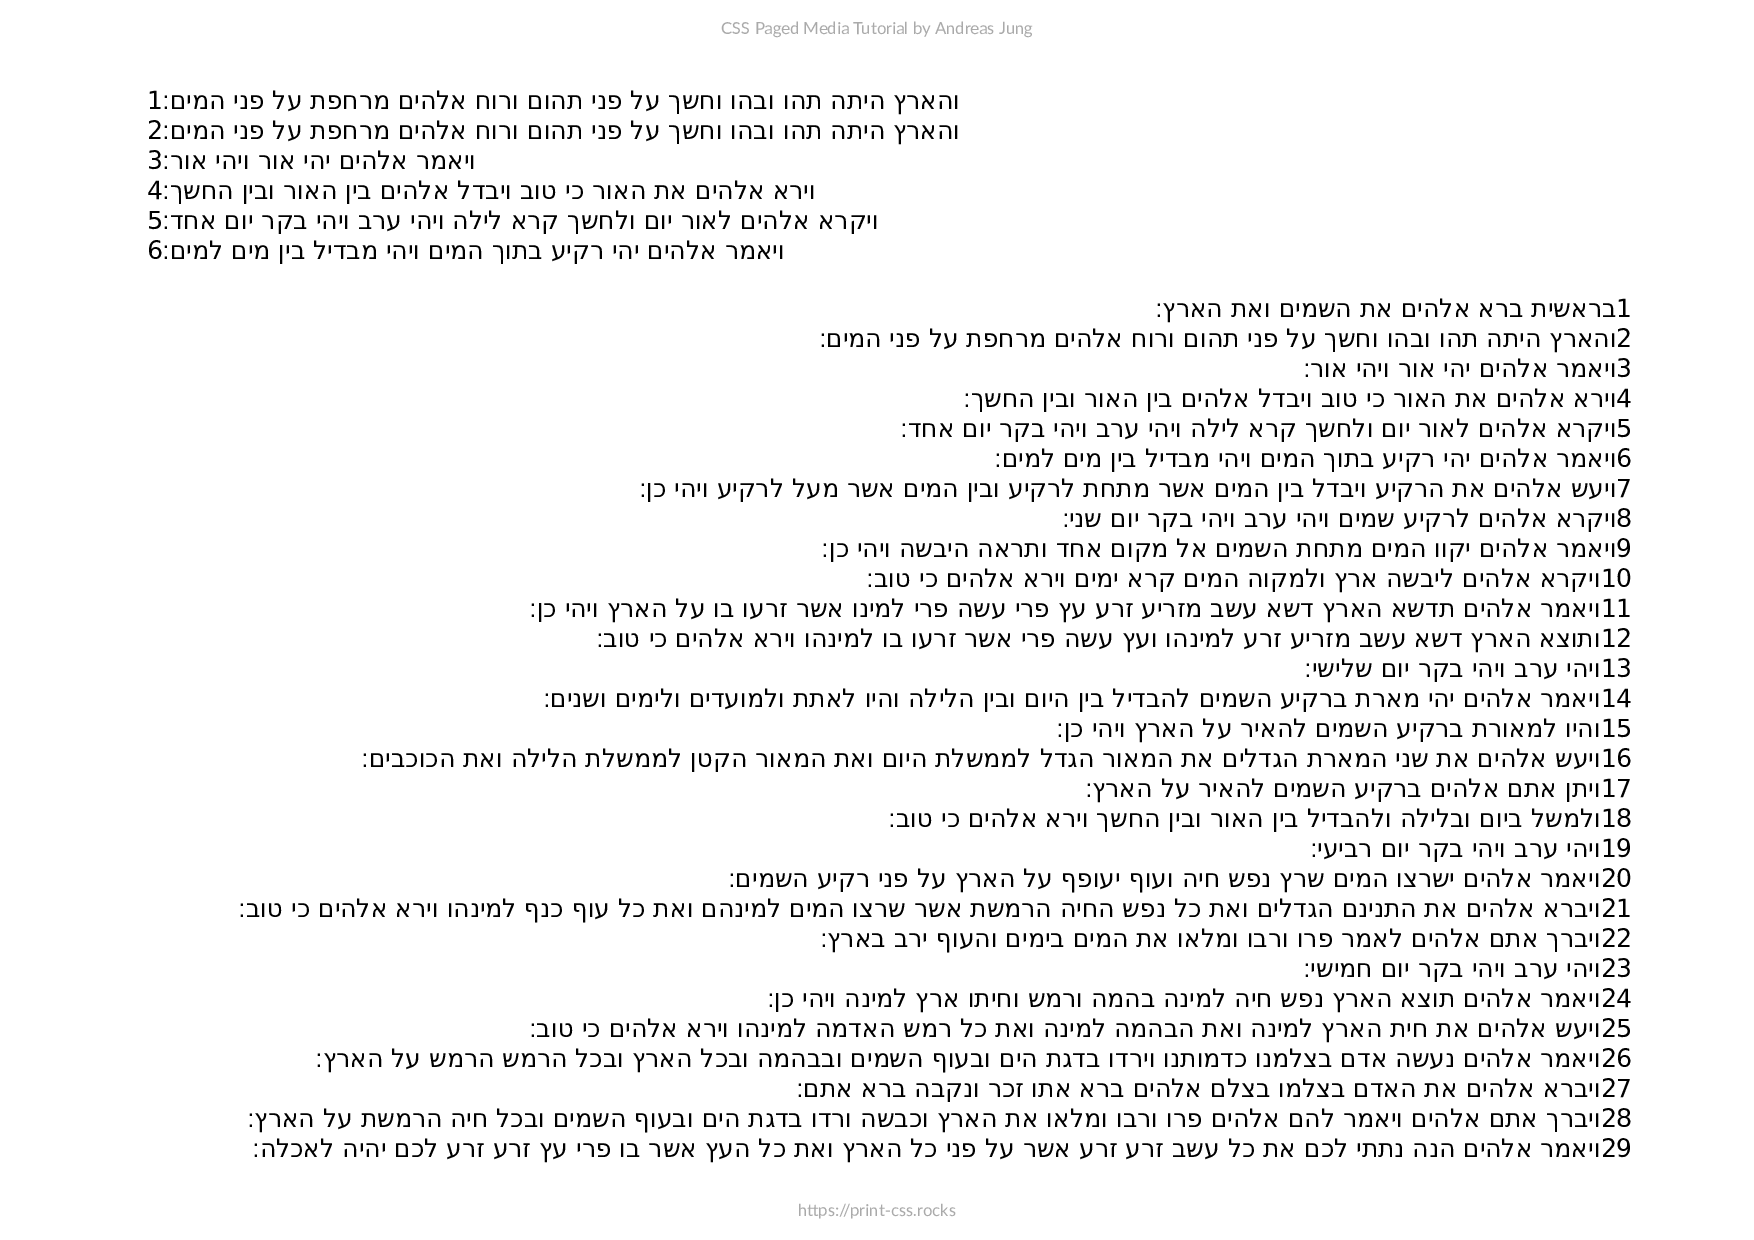 CSS Paged Media Tutorial by Andreas Jung
1והארץ היתה תהו ובהו וחשך על פני תהום ורוח אלהים מרחפת על פני המים:
2והארץ היתה תהו ובהו וחשך על פני תהום ורוח אלהים מרחפת על פני המים:
3ויאמר אלהים יהי אור ויהי אור:
4וירא אלהים את האור כי טוב ויבדל אלהים בין האור ובין החשך:
5ויקרא אלהים לאור יום ולחשך קרא לילה ויהי ערב ויהי בקר יום אחד:
6ויאמר אלהים יהי רקיע בתוך המים ויהי מבדיל בין מים למים:
1בראשית ברא אלהים את השמים ואת הארץ:
2והארץ היתה תהו ובהו וחשך על פני תהום ורוח אלהים מרחפת על פני המים:
3ויאמר אלהים יהי אור ויהי אור:
4וירא אלהים את האור כי טוב ויבדל אלהים בין האור ובין החשך:
5ויקרא אלהים לאור יום ולחשך קרא לילה ויהי ערב ויהי בקר יום אחד:
6ויאמר אלהים יהי רקיע בתוך המים ויהי מבדיל בין מים למים:
7ויעש אלהים את הרקיע ויבדל בין המים אשר מתחת לרקיע ובין המים אשר מעל לרקיע ויהי כן:
8ויקרא אלהים לרקיע שמים ויהי ערב ויהי בקר יום שני:
9ויאמר אלהים יקוו המים מתחת השמים אל מקום אחד ותראה היבשה ויהי כן:
10ויקרא אלהים ליבשה ארץ ולמקוה המים קרא ימים וירא אלהים כי טוב:
11ויאמר אלהים תדשא הארץ דשא עשב מזריע זרע עץ פרי עשה פרי למינו אשר זרעו בו על הארץ ויהי כן:
12ותוצא הארץ דשא עשב מזריע זרע למינהו ועץ עשה פרי אשר זרעו בו למינהו וירא אלהים כי טוב:
13ויהי ערב ויהי בקר יום שלישי:
14ויאמר אלהים יהי מארת ברקיע השמים להבדיל בין היום ובין הלילה והיו לאתת ולמועדים ולימים ושנים:
15והיו למאורת ברקיע השמים להאיר על הארץ ויהי כן:
16ויעש אלהים את שני המארת הגדלים את המאור הגדל לממשלת היום ואת המאור הקטן לממשלת הלילה ואת הכוכבים:
17ויתן אתם אלהים ברקיע השמים להאיר על הארץ:
18ולמשל ביום ובלילה ולהבדיל בין האור ובין החשך וירא אלהים כי טוב:
19ויהי ערב ויהי בקר יום רביעי:
20ויאמר אלהים ישרצו המים שרץ נפש חיה ועוף יעופף על הארץ על פני רקיע השמים:
21ויברא אלהים את התנינם הגדלים ואת כל נפש החיה הרמשת אשר שרצו המים למינהם ואת כל עוף כנף למינהו וירא אלהים כי טוב:
22ויברך אתם אלהים לאמר פרו ורבו ומלאו את המים בימים והעוף ירב בארץ:
23ויהי ערב ויהי בקר יום חמישי:
24ויאמר אלהים תוצא הארץ נפש חיה למינה בהמה ורמש וחיתו ארץ למינה ויהי כן:
25ויעש אלהים את חית הארץ למינה ואת הבהמה למינה ואת כל רמש האדמה למינהו וירא אלהים כי טוב:
26ויאמר אלהים נעשה אדם בצלמנו כדמותנו וירדו בדגת הים ובעוף השמים ובבהמה ובכל הארץ ובכל הרמש הרמש על הארץ:
27ויברא אלהים את האדם בצלמו בצלם אלהים ברא אתו זכר ונקבה ברא אתם:
28ויברך אתם אלהים ויאמר להם אלהים פרו ורבו ומלאו את הארץ וכבשה ורדו בדגת הים ובעוף השמים ובכל חיה הרמשת על הארץ:
29ויאמר אלהים הנה נתתי לכם את כל עשב זרע זרע אשר על פני כל הארץ ואת כל העץ אשר בו פרי עץ זרע זרע לכם יהיה לאכלה:
https://print-css.rocks